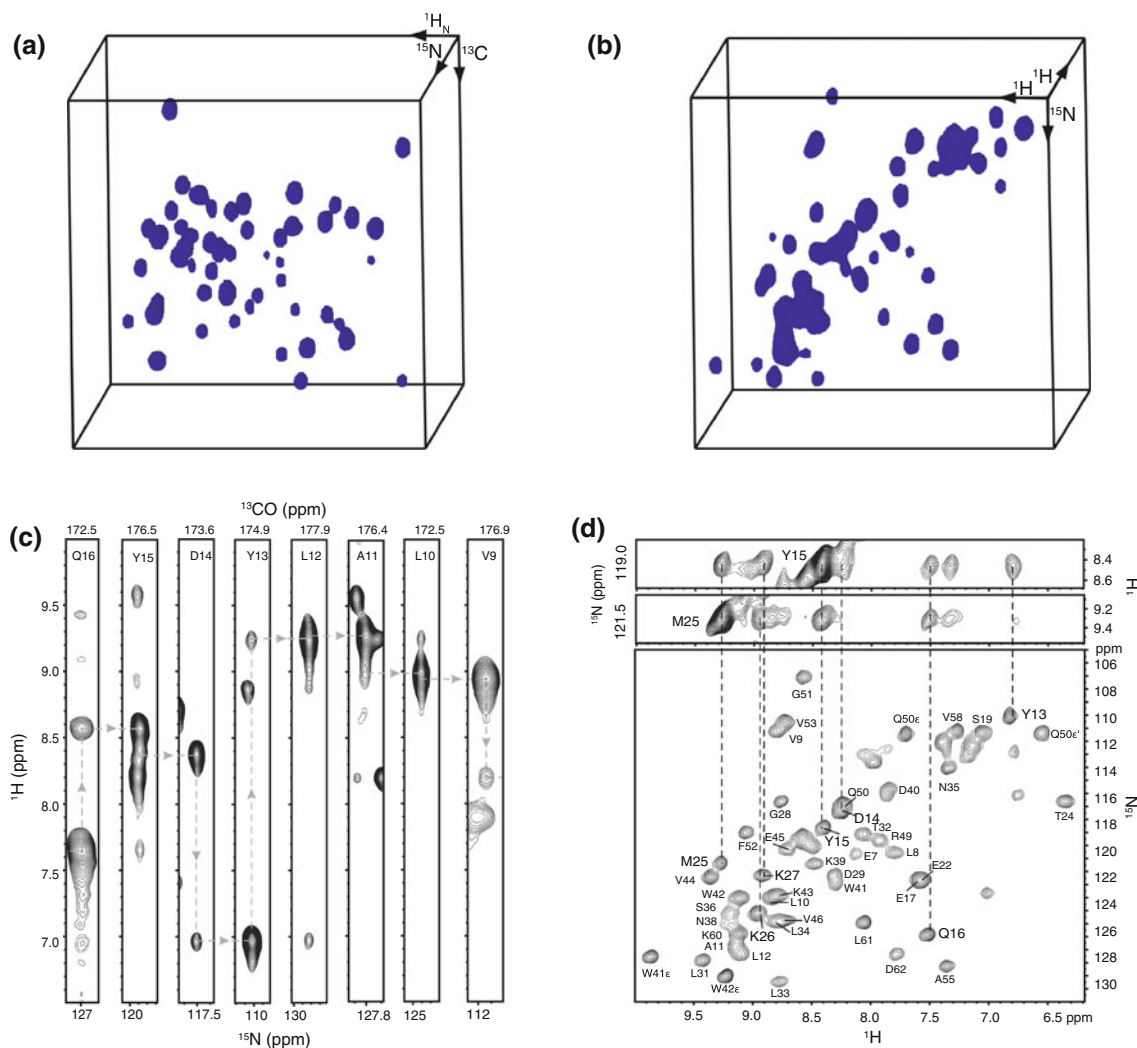 (a)
¹H_N
¹⁵N
¹³C
(b)
¹H
¹H
¹⁵N
(c)
¹³CO (ppm)
172.5 176.5 173.6 174.9 177.9 176.4 172.5 176.9
Q16 Y15 D14 Y13 L12 A11 L10 V9
9.5
9.0
8.5
8.0
7.5
7.0
¹H (ppm)
127 120 117.5 110 130 127.8 125 112
¹⁵N (ppm)
(d)
119.0
Y15
8.4
8.6
¹H
¹⁵N (ppm)
121.5
M25
9.2
9.4
ppm
106
108
110
112
114
116
118
120
122
124
126
128
130
¹⁵N
G51
V53
V9
Q50ε
V58
S19
Y13
Q50ε'
N35
D40
Q50
D14
G28
T24
F52
E45
Y15
T32
R49
E7
L8
M25
K39
V44
K27
D29
W41
E22
E17
W42
K43
L10
S36
N38
V46
L34
K60
K26
L61
Q16
A11
L12
W41ε
L31
D62
A55
W42ε
L33
9.5 9.0 8.5 8.0 7.5 7.0 6.5 ppm
¹H